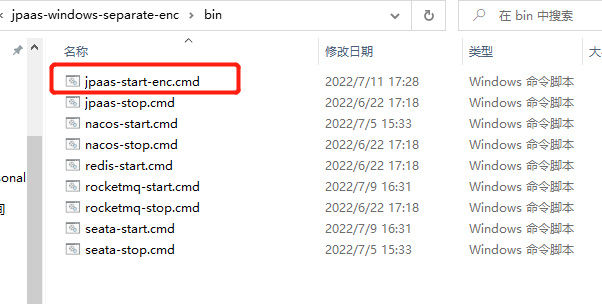 jpaas-windows-separate-enc > bin
在 bin 中搜索
名称 修改日期 类型
jpaas-start-enc.cmd 2022/7/11 17:28 Windows 命令脚本
jpaas-stop.cmd 2022/6/22 17:18 Windows 命令脚本
nacos-start.cmd 2022/7/5 15:33 Windows 命令脚本
nacos-stop.cmd 2022/6/22 17:18 Windows 命令脚本
redis-start.cmd 2022/6/22 17:18 Windows 命令脚本
rocketmq-start.cmd 2022/7/9 16:31 Windows 命令脚本
rocketmq-stop.cmd 2022/6/22 17:18 Windows 命令脚本
seata-start.cmd 2022/7/9 16:31 Windows 命令脚本
seata-stop.cmd 2022/7/5 15:33 Windows 命令脚本
sonal